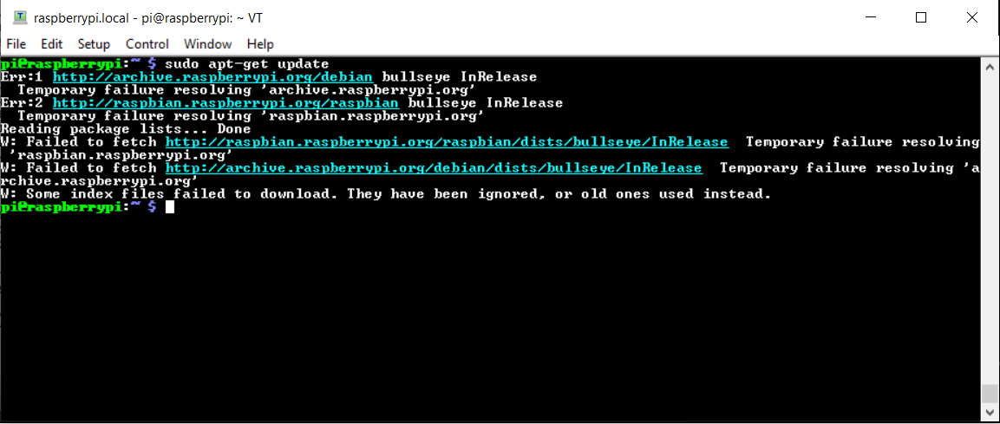 raspberrypi.local - pi@raspberrypi: ~ VT
File Edit Setup Control Window Help
pi@raspberrypi:~ $ sudo apt-get update
Err:1 http://archive.raspberrypi.org/debian bullseye InRelease
  Temporary failure resolving 'archive.raspberrypi.org'
Err:2 http://raspbian.raspberrypi.org/raspbian bullseye InRelease
  Temporary failure resolving 'raspbian.raspberrypi.org'
Reading package lists... Done
W: Failed to fetch http://raspbian.raspberrypi.org/raspbian/dists/bullseye/InRelease  Temporary failure resolving
 'raspbian.raspberrypi.org'
W: Failed to fetch http://archive.raspberrypi.org/debian/dists/bullseye/InRelease  Temporary failure resolving 'a
rchive.raspberrypi.org'
W: Some index files failed to download. They have been ignored, or old ones used instead.
pi@raspberrypi:~ $